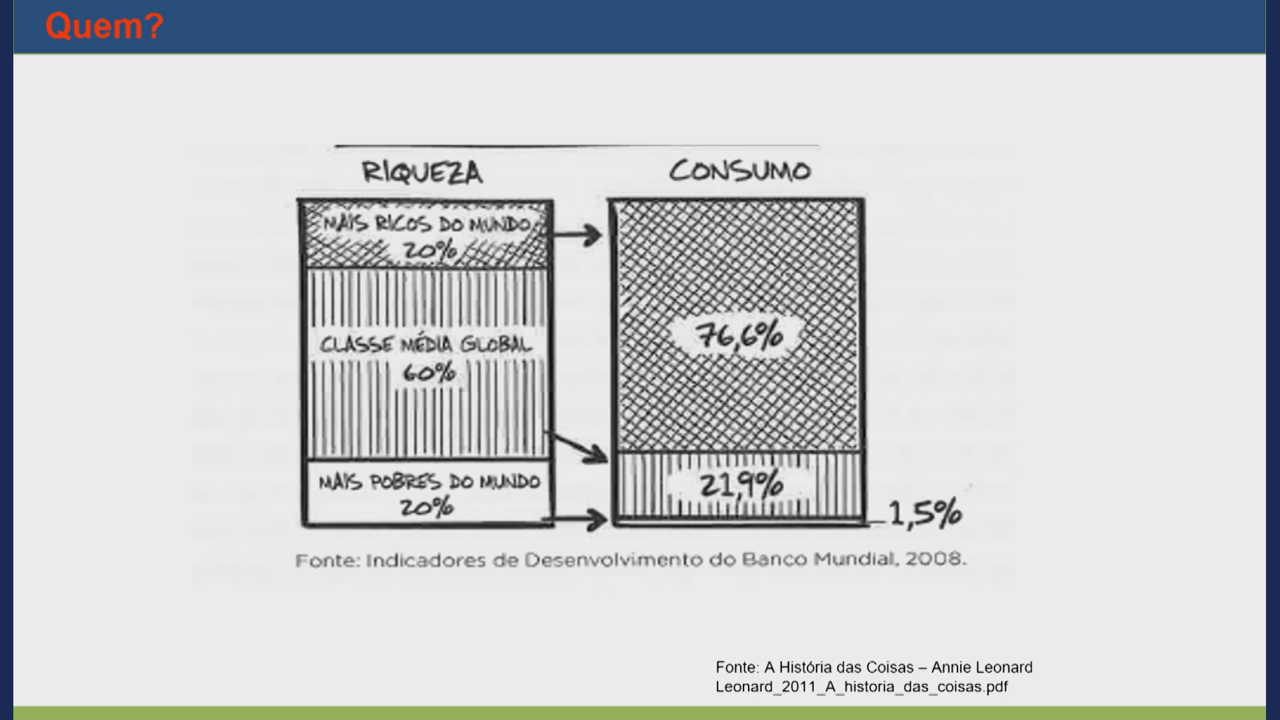 Quem?
RIQUEZA
CONSUMO
MAIS RICOS DO MUNDO
20%
76,6%
CLASSE MÉDIA GLOBAL
60%
21,9%
MAIS POBRES DO MUNDO
20%
1,5%
Fonte: Indicadores de Desenvolvimento do Banco Mundial, 2008.
Fonte: A História das Coisas – Annie Leonard
Leonard_2011_A_historia_das_coisas.pdf